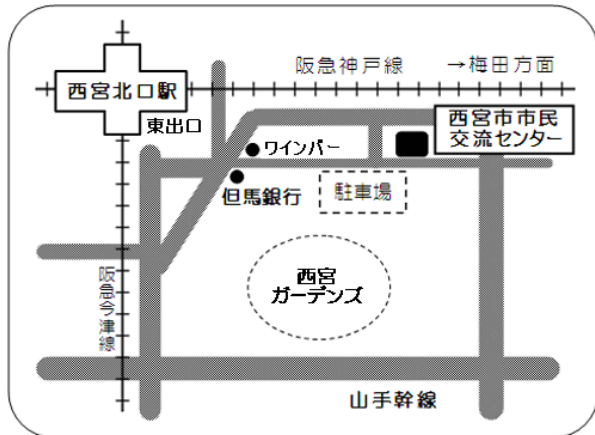 阪急神戸線
→梅田方面
西宮北口駅
東出口
西宮市市民
交流センター
ワインバー
但馬銀行
駐車場
西宮
ガーデンズ
阪急今津線
山手幹線